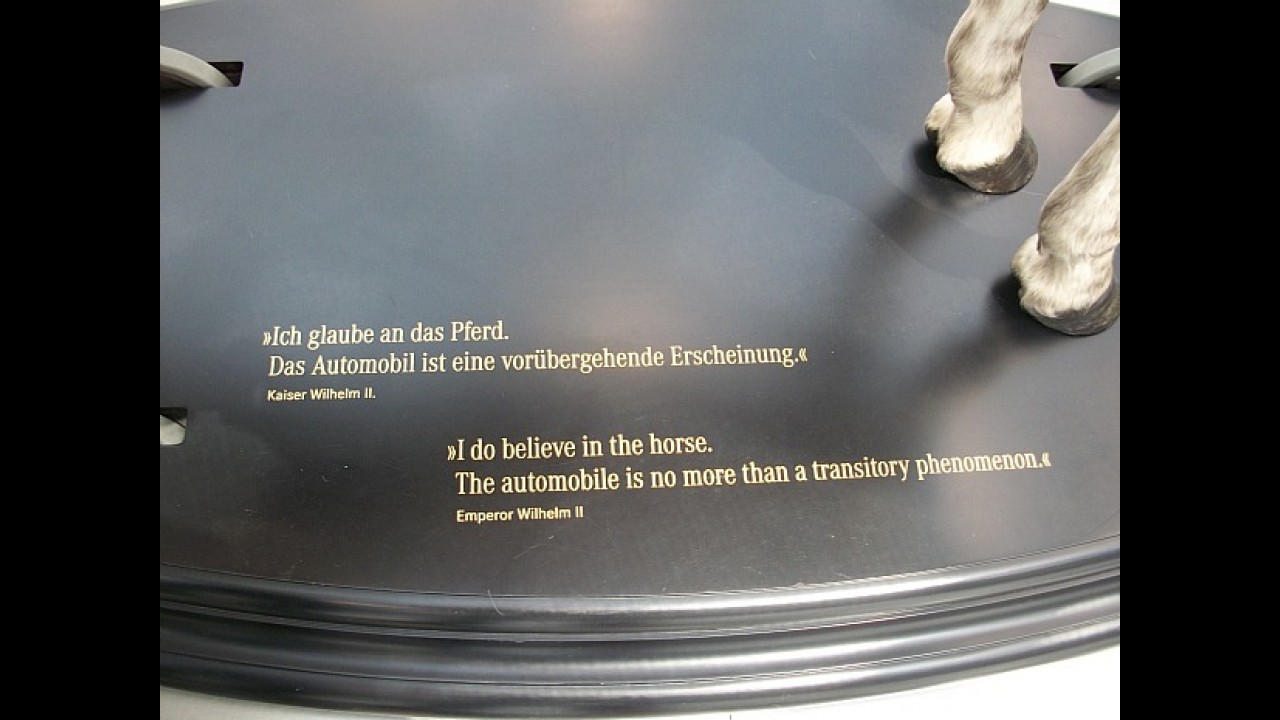 »Ich glaube an das Pferd.
Das Automobil ist eine vorübergehende Erscheinung.«
Kaiser Wilhelm II.
»I do believe in the horse.
The automobile is no more than a transitory phenomenon.«
Emperor Wilhelm II